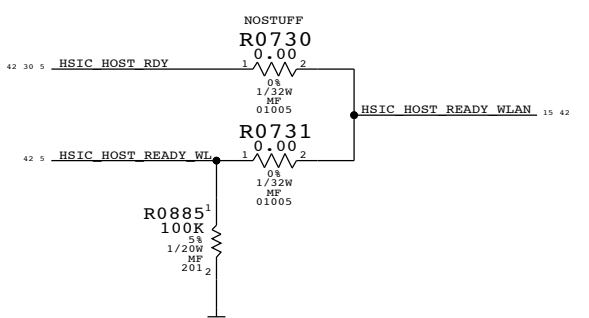 NOSTUFF
R0730
0.00
42 30 5 HSIC_HOST_RDY 1 2
0%
1/32W
MF
01005
HSIC_HOST_READY_WLAN 15 42
R0731
0.00
42 5 HSIC_HOST_READY_WL 1 2
0%
1/32W
MF
01005
R0885 1
100K
5%
1/20W
MF
201 2